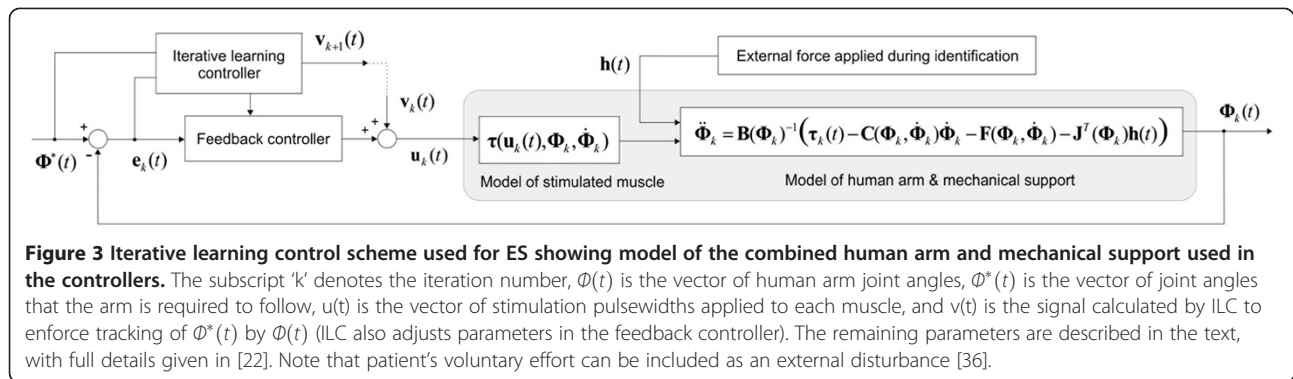 Iterative learning
controller
v_{k+1}(t)
h(t)
External force applied during identification
v_k(t)
Φ_k(t)
+
-
Φ*(t)
e_k(t)
Feedback controller
+
+
u_k(t)
τ(u_k(t),Φ_k,Φ̇_k)
Φ̈_k = B(Φ_k)^{-1}(τ_k(t)−C(Φ_k,Φ̇_k)Φ̇_k −F(Φ_k,Φ̇_k)−J^T(Φ_k)h(t))
Model of stimulated muscle
Model of human arm & mechanical support
Figure 3 Iterative learning control scheme used for ES showing model of the combined human arm and mechanical support used in
the controllers. The subscript ‘k’ denotes the iteration number, Φ(t) is the vector of human arm joint angles, Φ*(t) is the vector of joint angles
that the arm is required to follow, u(t) is the vector of stimulation pulsewidths applied to each muscle, and v(t) is the signal calculated by ILC to
enforce tracking of Φ*(t) by Φ(t) (ILC also adjusts parameters in the feedback controller). The remaining parameters are described in the text,
with full details given in [22]. Note that patient’s voluntary effort can be included as an external disturbance [36].